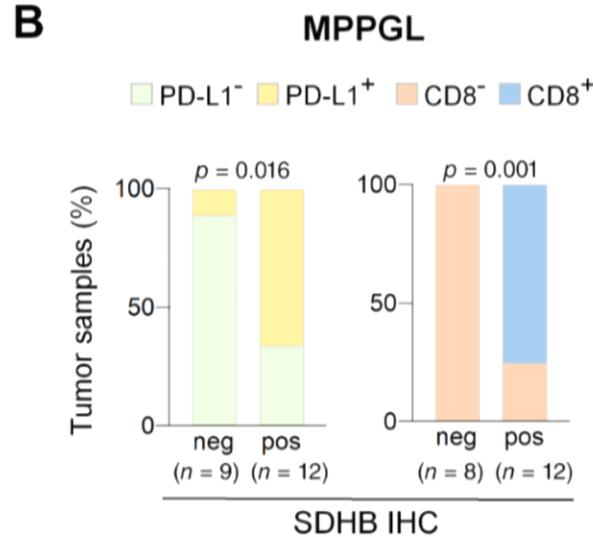 B
MPPGL
PD-L1⁻ PD-L1⁺ CD8⁻ CD8⁺
Tumor samples (%)
p = 0.016
100
50
0
neg pos
(n = 9) (n = 12)
p = 0.001
100
50
0
neg pos
(n = 8) (n = 12)
SDHB IHC